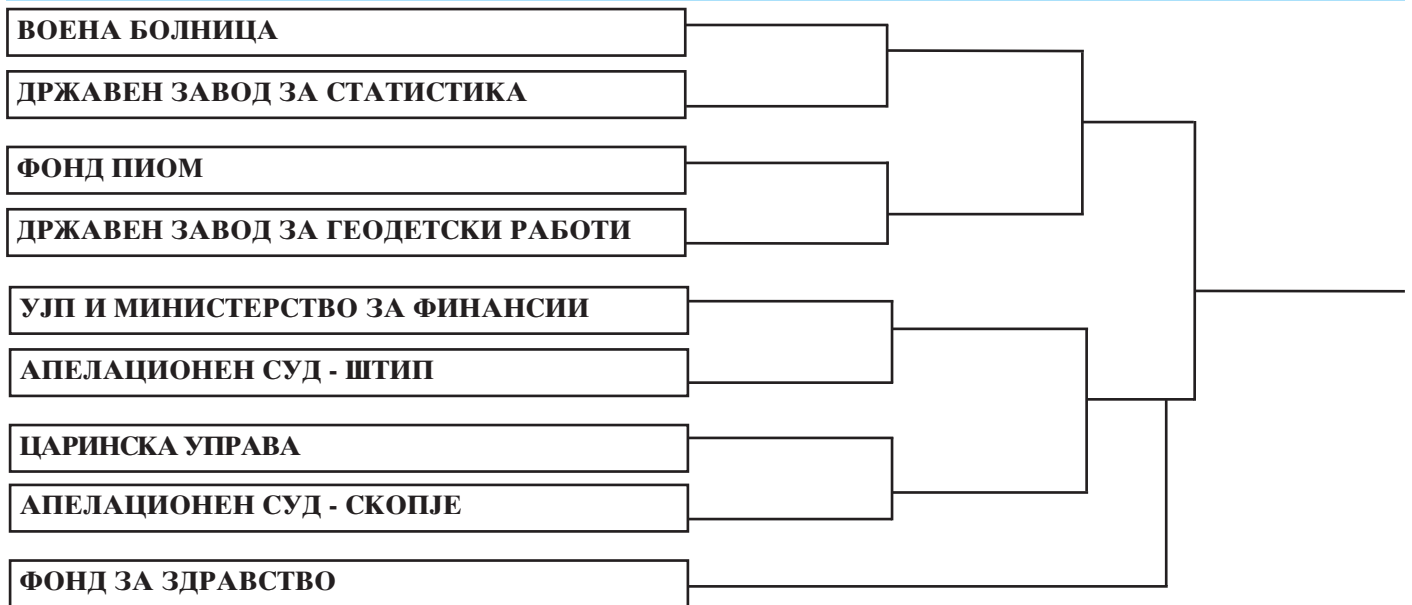 ВОЕНА БОЛНИЦА
ДРЖАВЕН ЗАВОД ЗА СТАТИСТИКА
ФОНД ПИОМ
ДРЖАВЕН ЗАВОД ЗА ГЕОДЕТСКИ РАБОТИ
УЈП И МИНИСТЕРСТВО ЗА ФИНАНСИИ
АПЕЛАЦИОНЕН СУД - ШТИП
ЦАРИНСКА УПРАВА
АПЕЛАЦИОНЕН СУД - СКОПЈЕ
ФОНД ЗА ЗДРАВСТВО